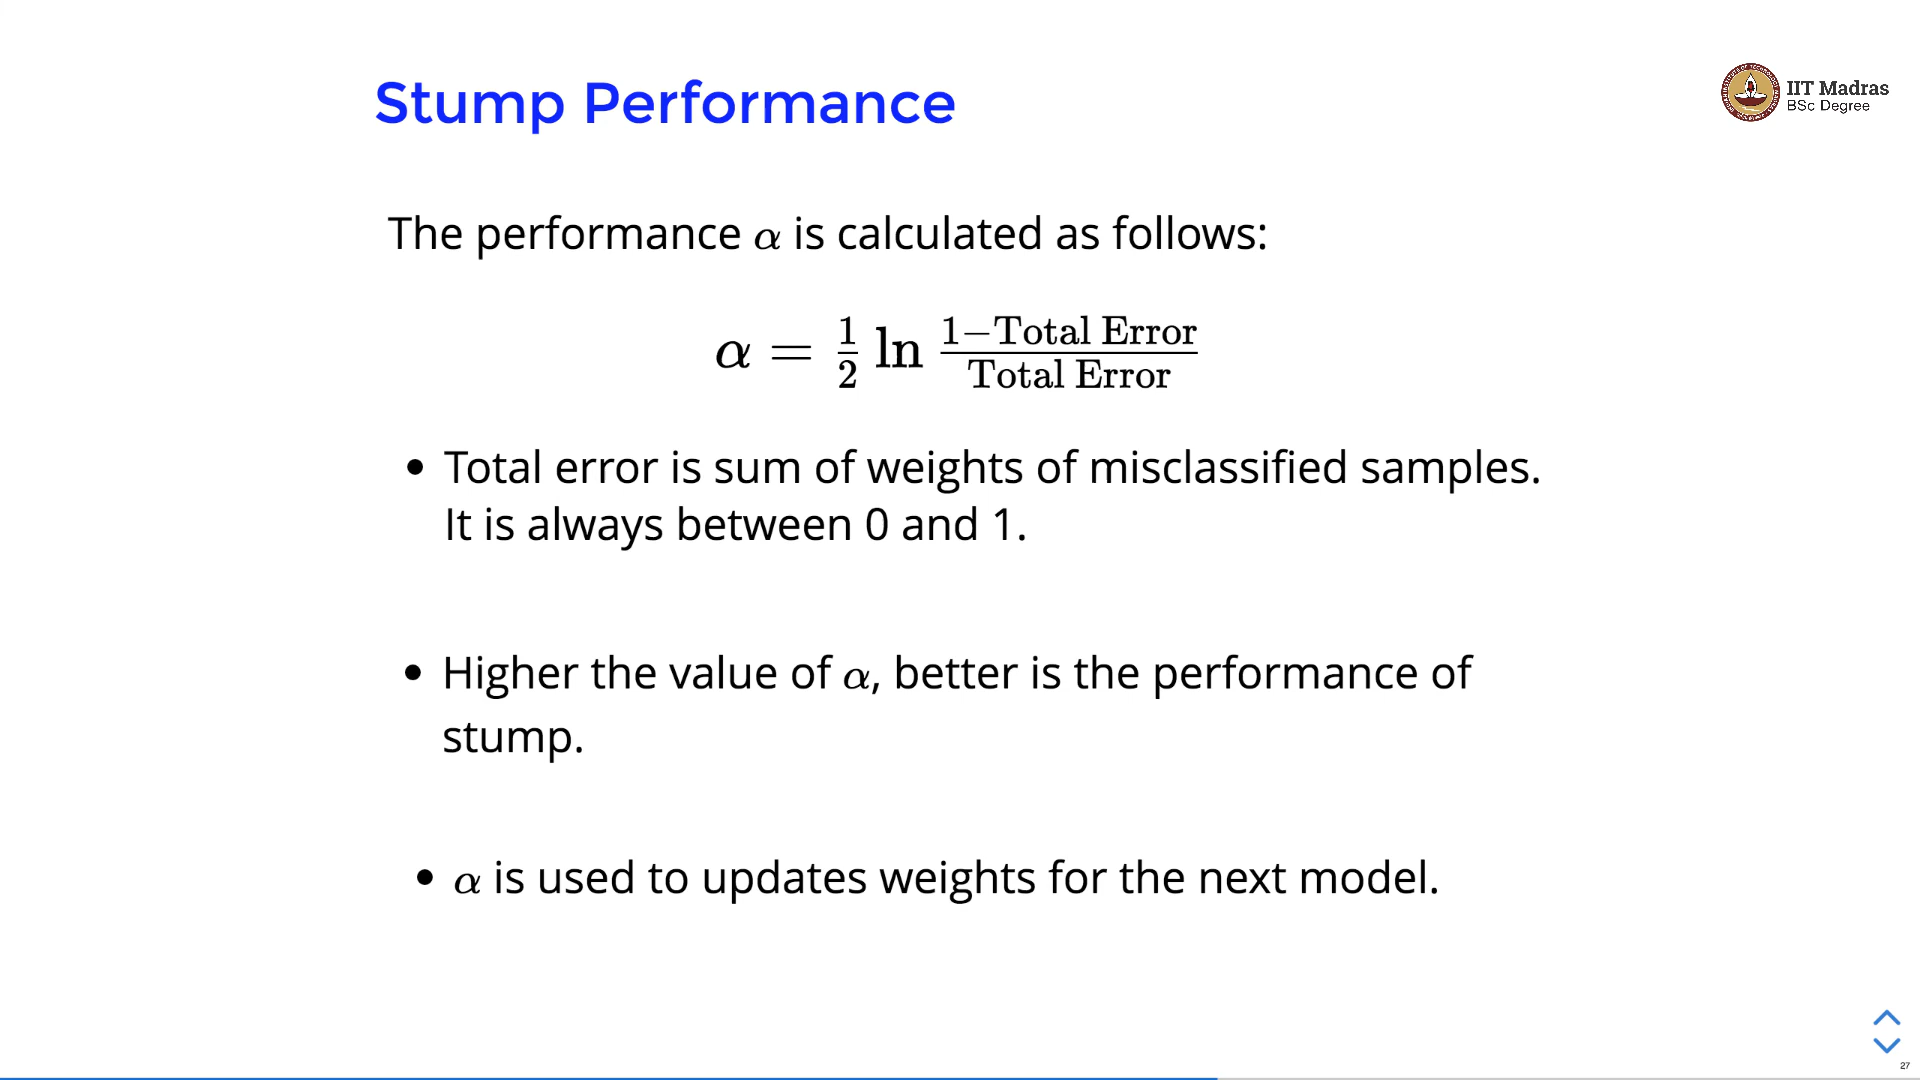 Stump Performance
IIT Madras
BSc Degree
The performance α is calculated as follows:
α = 1/2 ln (1−Total Error)/(Total Error)
• Total error is sum of weights of misclassified samples.
It is always between 0 and 1.
• Higher the value of α, better is the performance of
stump.
• α is used to updates weights for the next model.
27